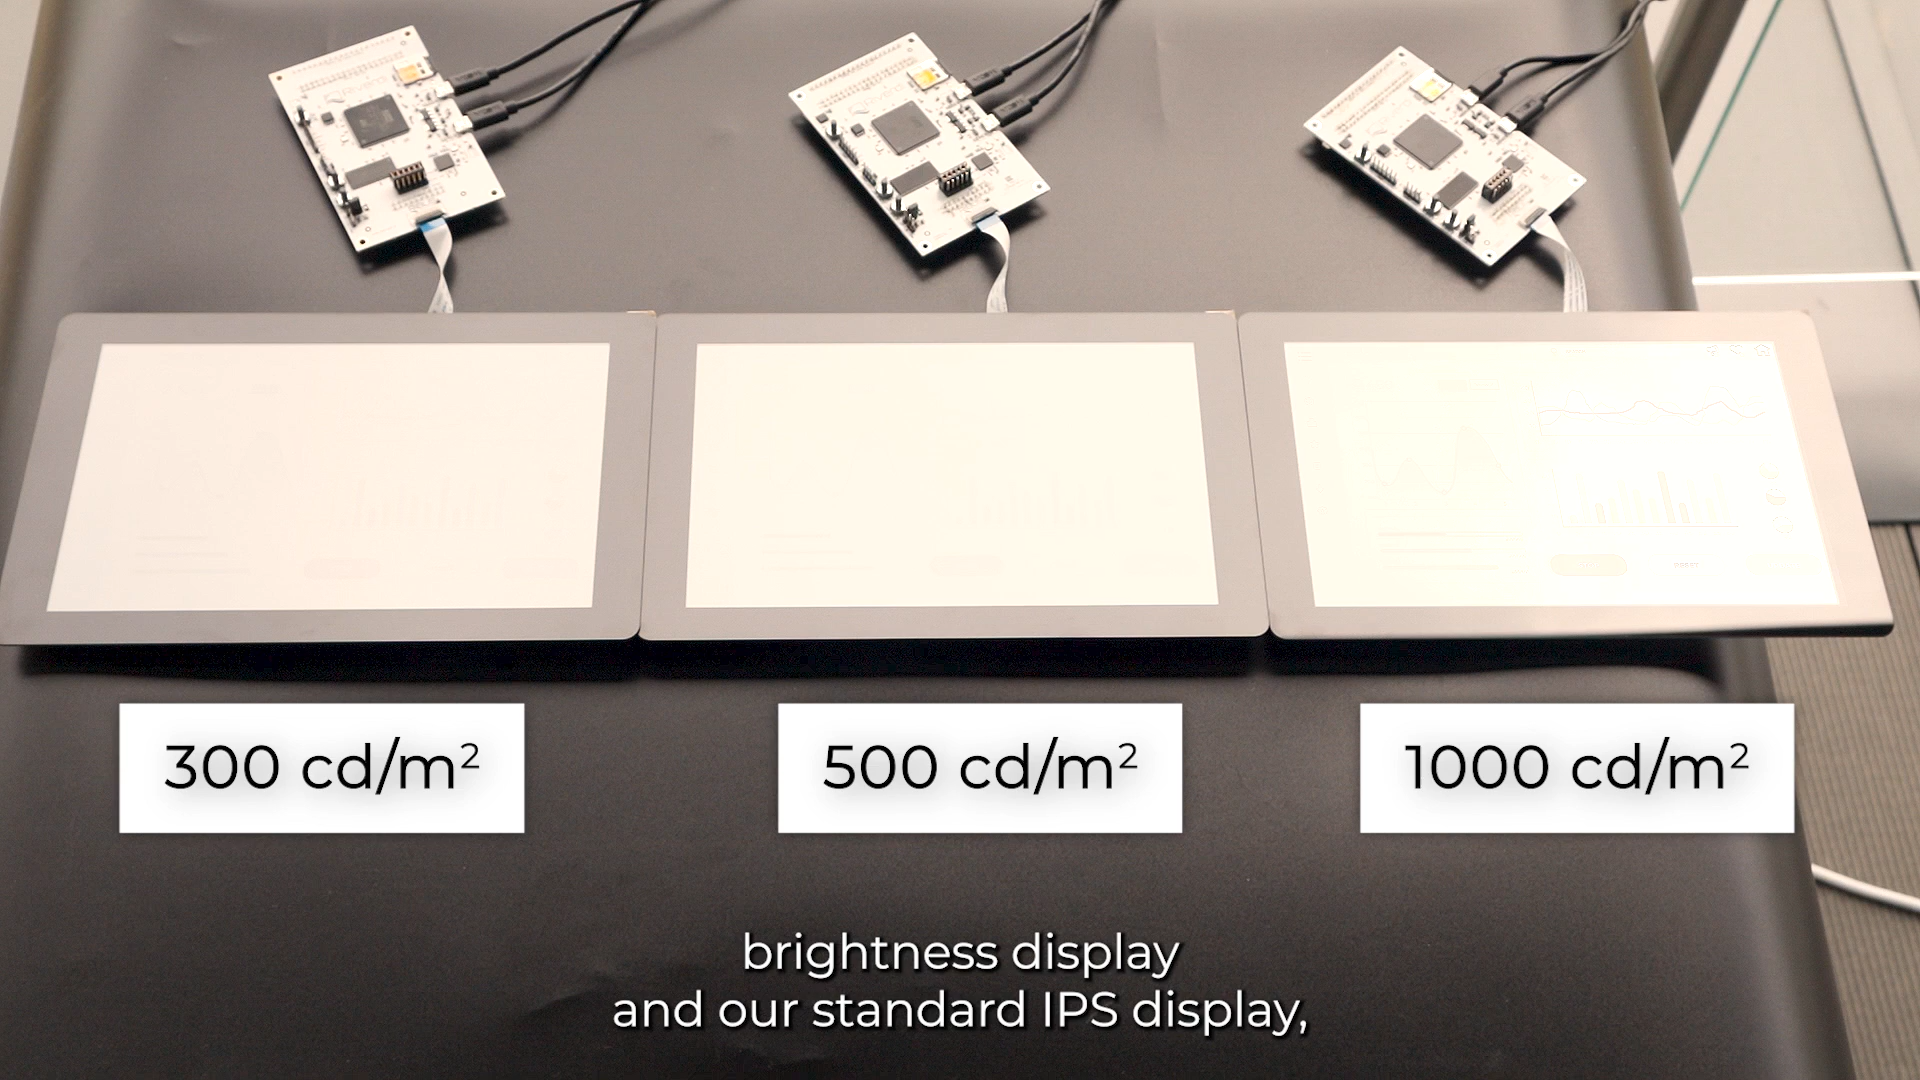 300 cd/m²
500 cd/m²
1000 cd/m²
brightness display
and our standard IPS display,